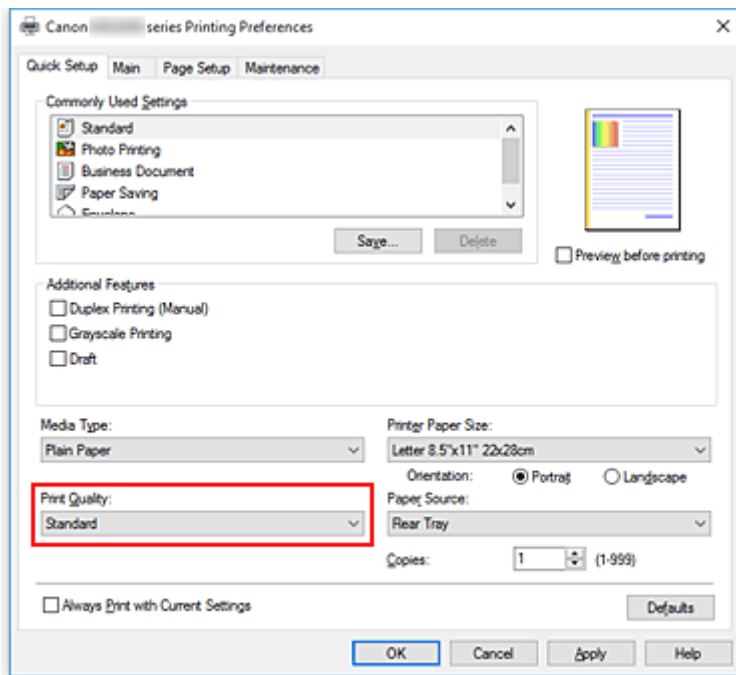 Canon series Printing Preferences
Quick Setup Main Page Setup Maintenance
Commonly Used Settings
Standard
Photo Printing
Business Document
Paper Saving
Envelope
Save... Delete
Preview before printing
Additional Features
Duplex Printing (Manual)
Grayscale Printing
Draft
Media Type:
Plain Paper
Printer Paper Size:
Letter 8.5"x11" 22x28cm
Orientation: Portrait Landscape
Print Quality:
Standard
Paper Source:
Rear Tray
Copies: 1 (1-999)
Always Print with Current Settings
Defaults
OK Cancel Apply Help